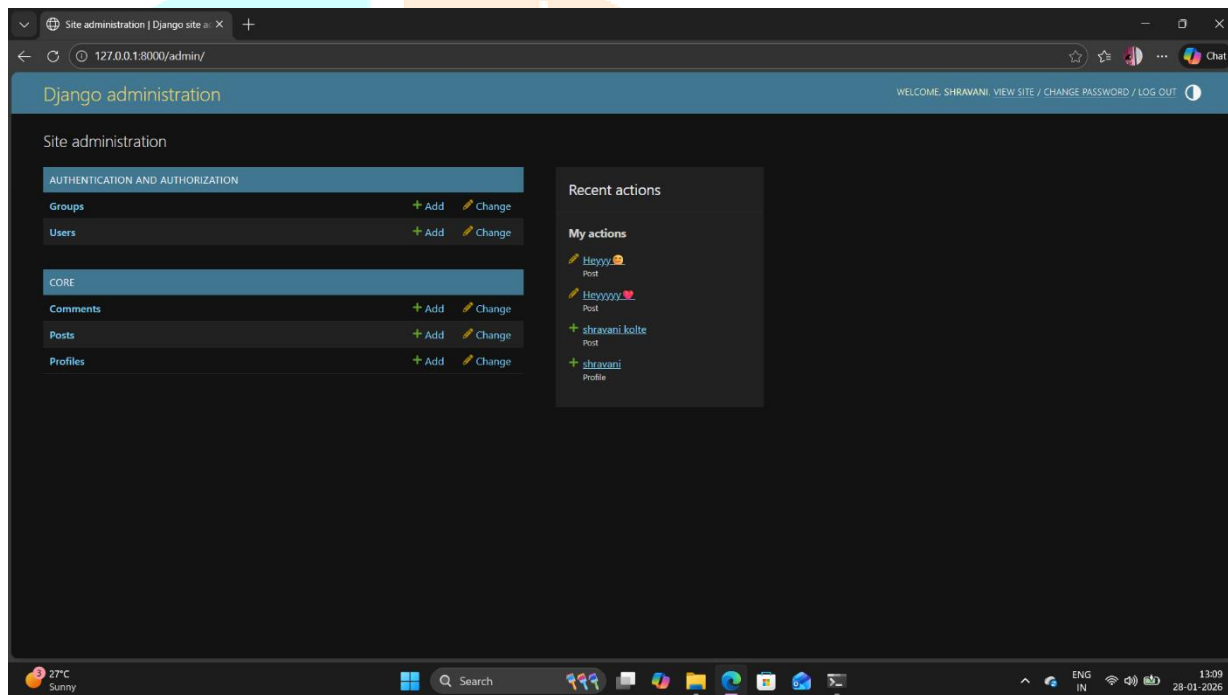 Site administration | Django site a
127.0.0.1:8000/admin/
Chat
Django administration
WELCOME, SHRAVANI. VIEW SITE / CHANGE PASSWORD / LOG OUT
Site administration
AUTHENTICATION AND AUTHORIZATION
Groups + Add Change
Users + Add Change
CORE
Comments + Add Change
Posts + Add Change
Profiles + Add Change
Recent actions
My actions
Heyyy😊
Post
Heyyyyy❤️
Post
+ shravani kolte
Post
+ shravani
Profile
3
27°C
Sunny
Search
ENG
IN
13:09
28-01-2026